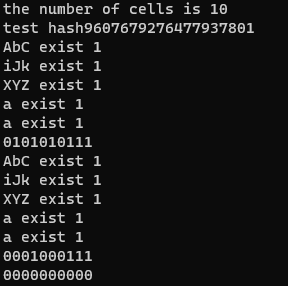 the number of cells is 10
test hash9607679276477937801
AbC exist 1
iJk exist 1
XYZ exist 1
a exist 1
a exist 1
0101010111
AbC exist 1
iJk exist 1
XYZ exist 1
a exist 1
a exist 1
0001000111
0000000000